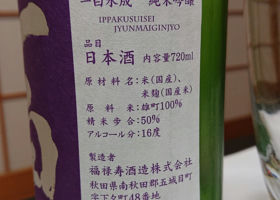 一白水成 純米吟醸
IPPAKUSUISEI
JYUNMAIGINJYO
品目
日本酒 内容量720ml
原材料名:米(国産)、
米麹(国産米)
原料米:雄町100%
精米歩合:50%
アルコール分:16度
製造者
福禄寿酒造株式会社
秋田県南秋田郡五城目町
字下タ町48番地